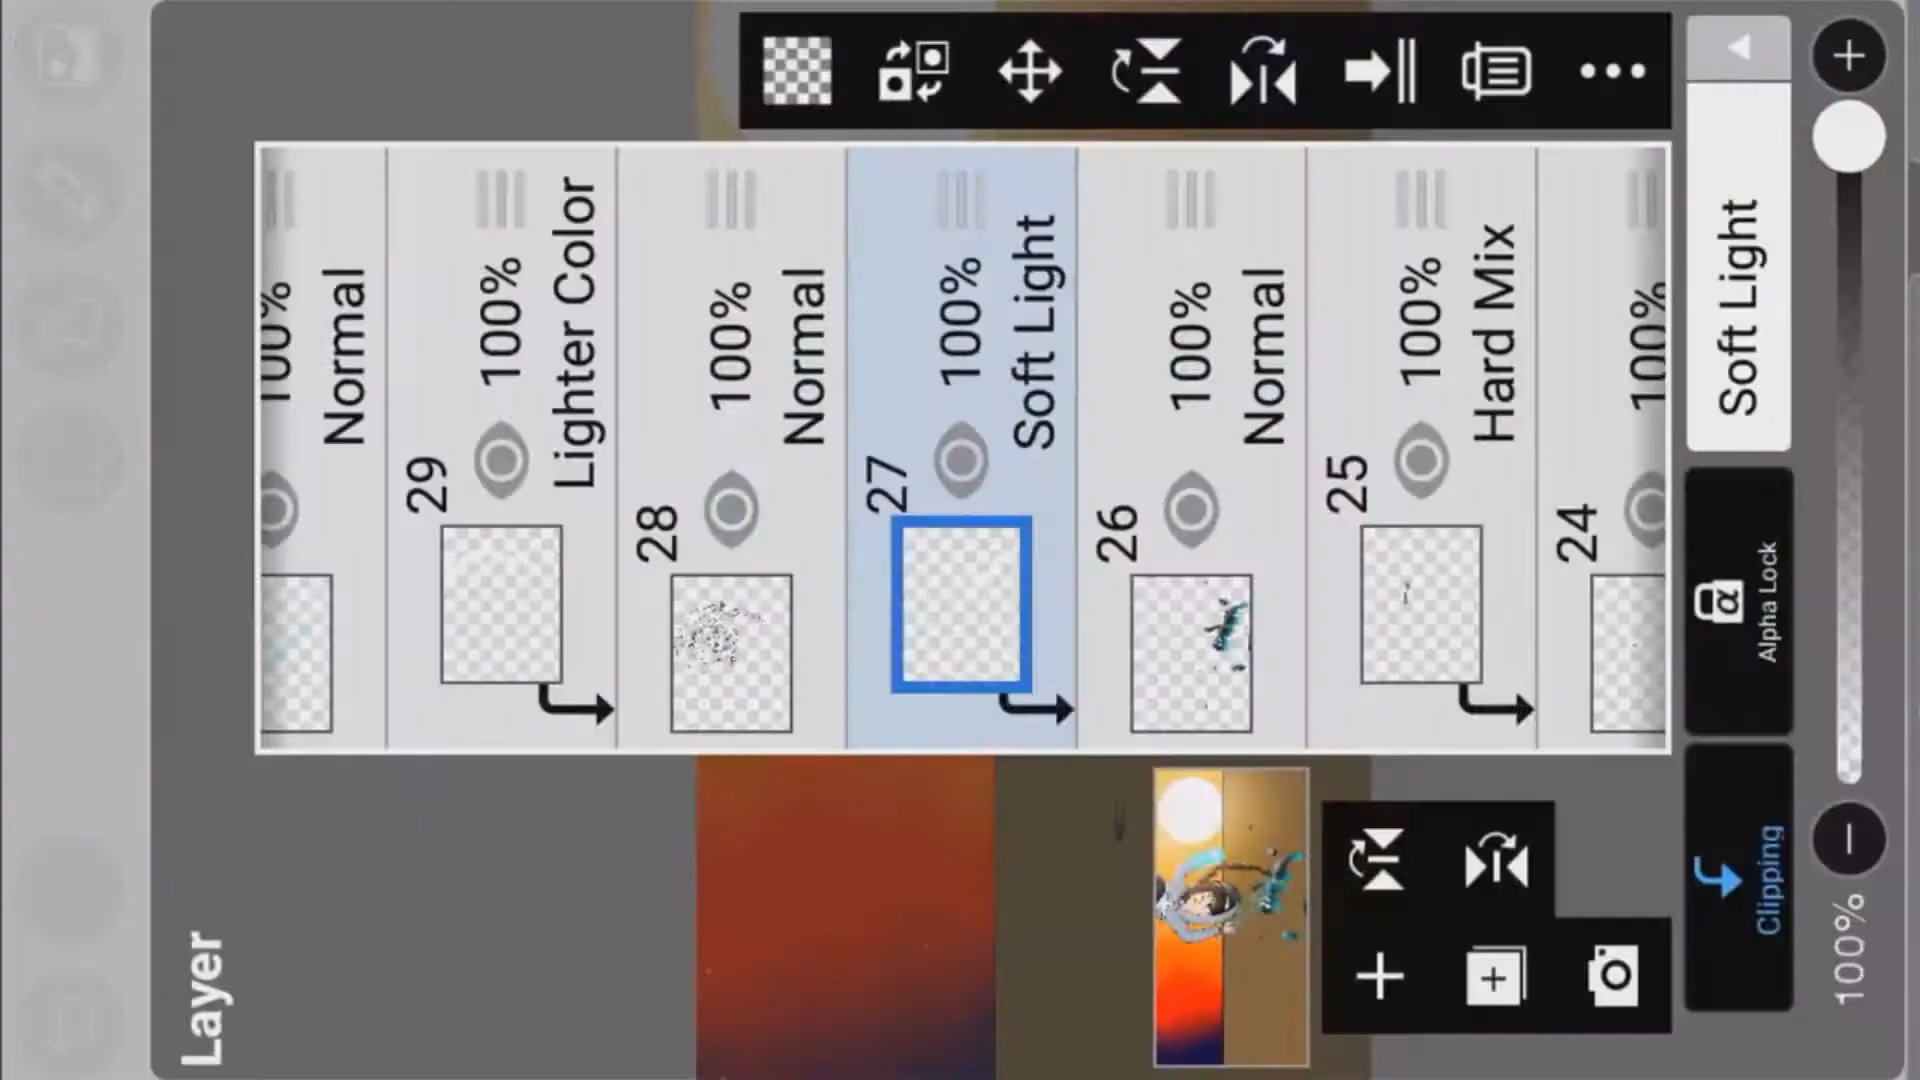 Layer
100%
Normal
29
100%
Lighter Color
28
100%
Normal
27
100%
Soft Light
26
100%
Normal
25
100%
Hard Mix
24
100%
Clipping
α
Alpha Lock
Soft Light
100%